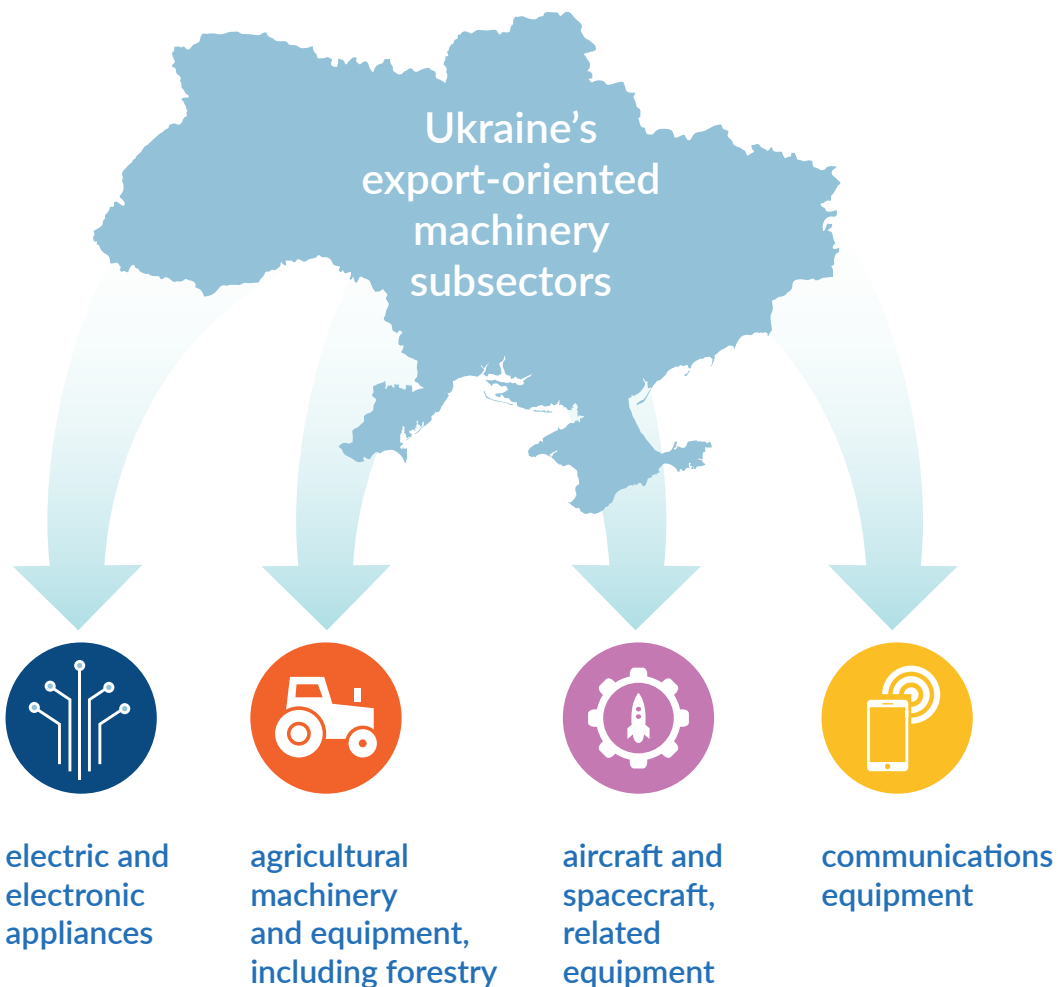 Ukraine’s
export-oriented
machinery
subsectors
electric and
electronic
appliances
agricultural
machinery
and equipment,
including forestry
aircraft and
spacecraft,
related
equipment
communications
equipment